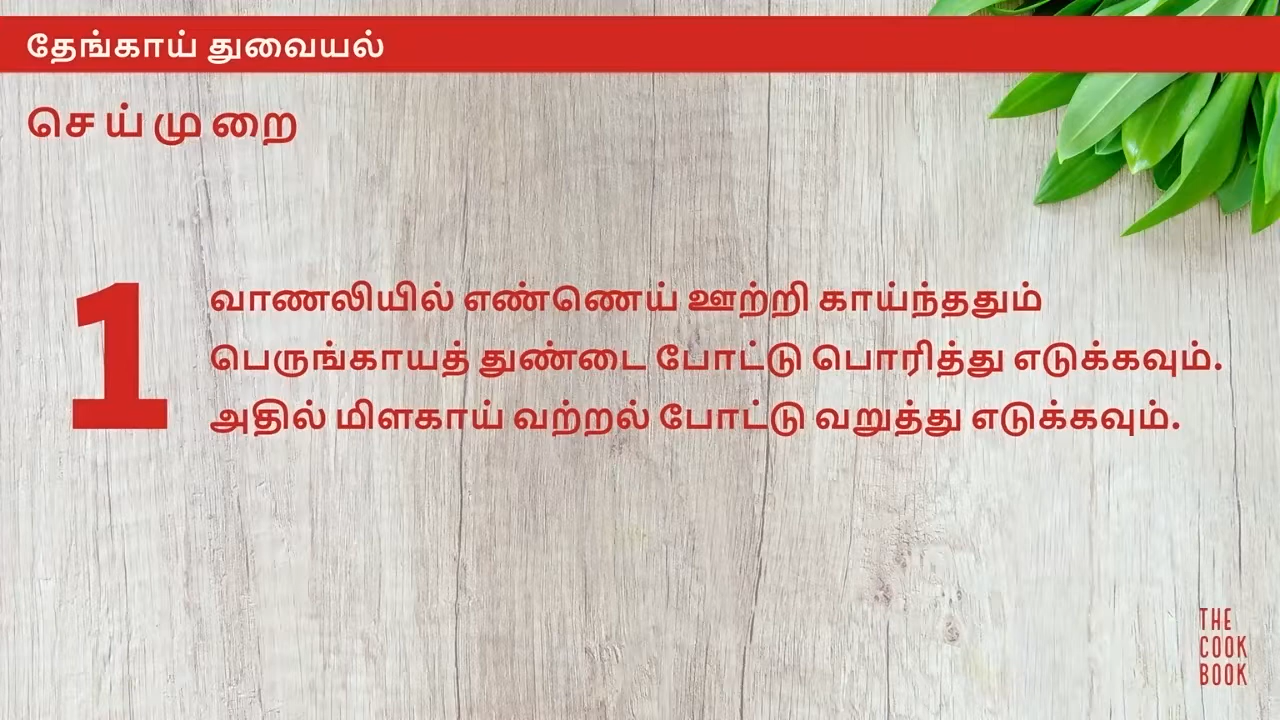 தேங்காய் துவையல்
செய்முறை
1
வாணலியில் எண்ணெய் ஊற்றி காய்ந்ததும்
பெருங்காயத் துண்டை போட்டு பொரித்து எடுக்கவும்.
அதில் மிளகாய் வற்றல் போட்டு வறுத்து எடுக்கவும்.
THE
COOK
BOOK